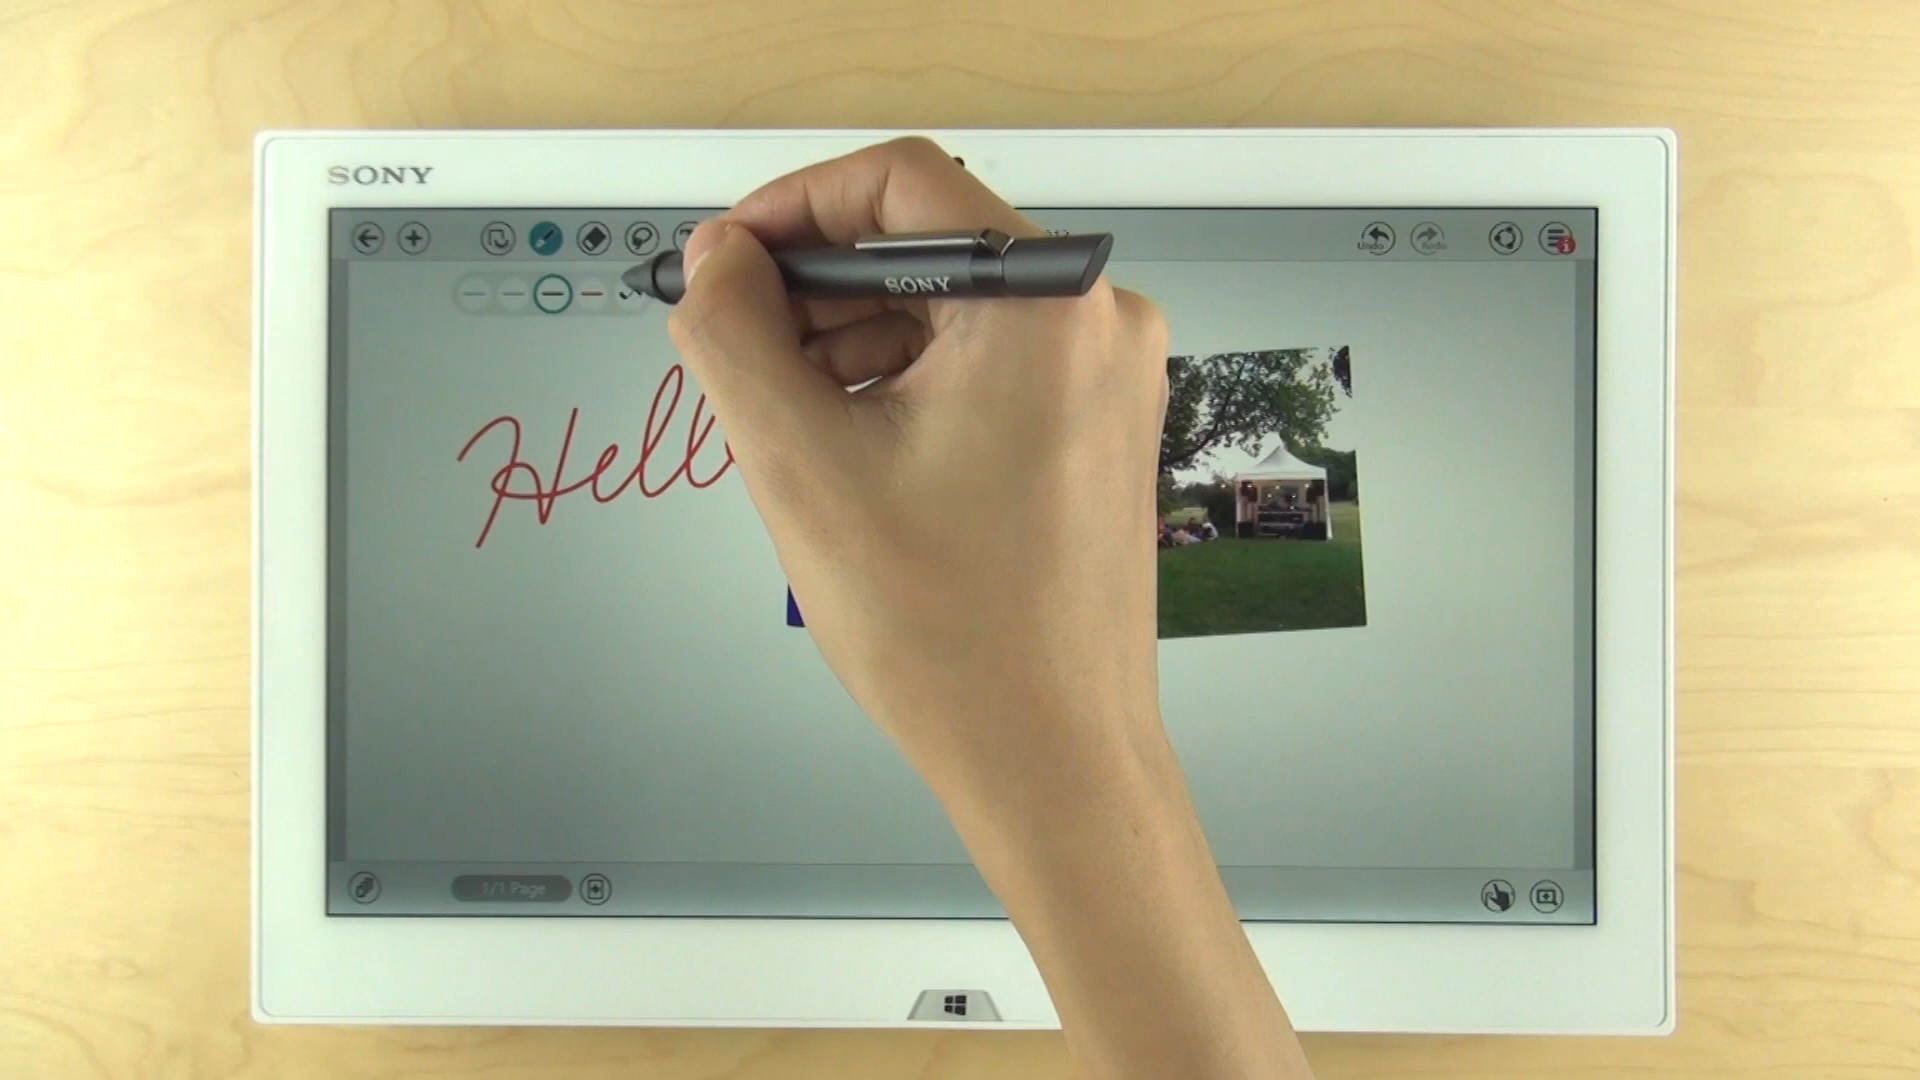 SONY
Undo
Redo
SONY
Hell
1/1 Page